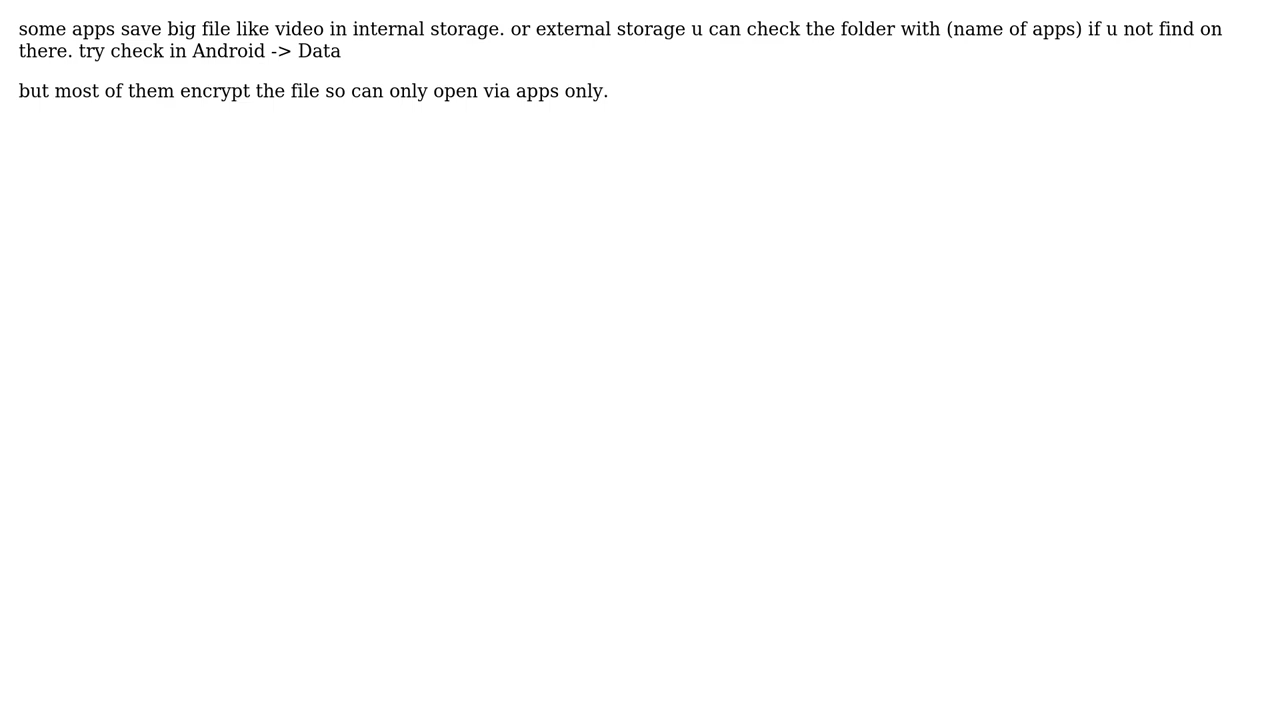 some apps save big file like video in internal storage. or external storage u can check the folder with (name of apps) if u not find on
there. try check in Android -> Data
but most of them encrypt the file so can only open via apps only.